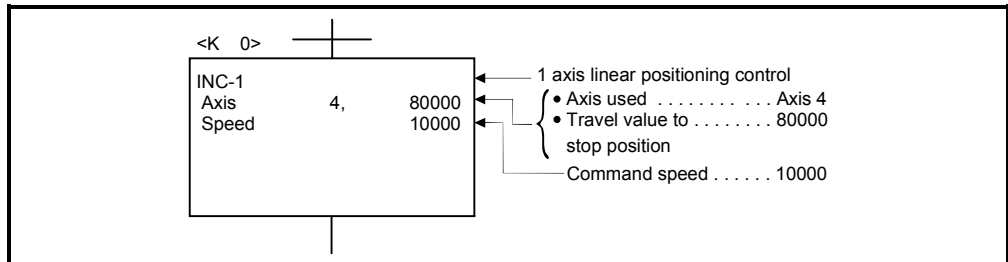 <K 0>
INC-1
Axis 4, 80000
Speed 10000
1 axis linear positioning control
• Axis used . . . . . . . . . . . Axis 4
• Travel value to . . . . . . . . 80000
stop position
Command speed . . . . . . 10000